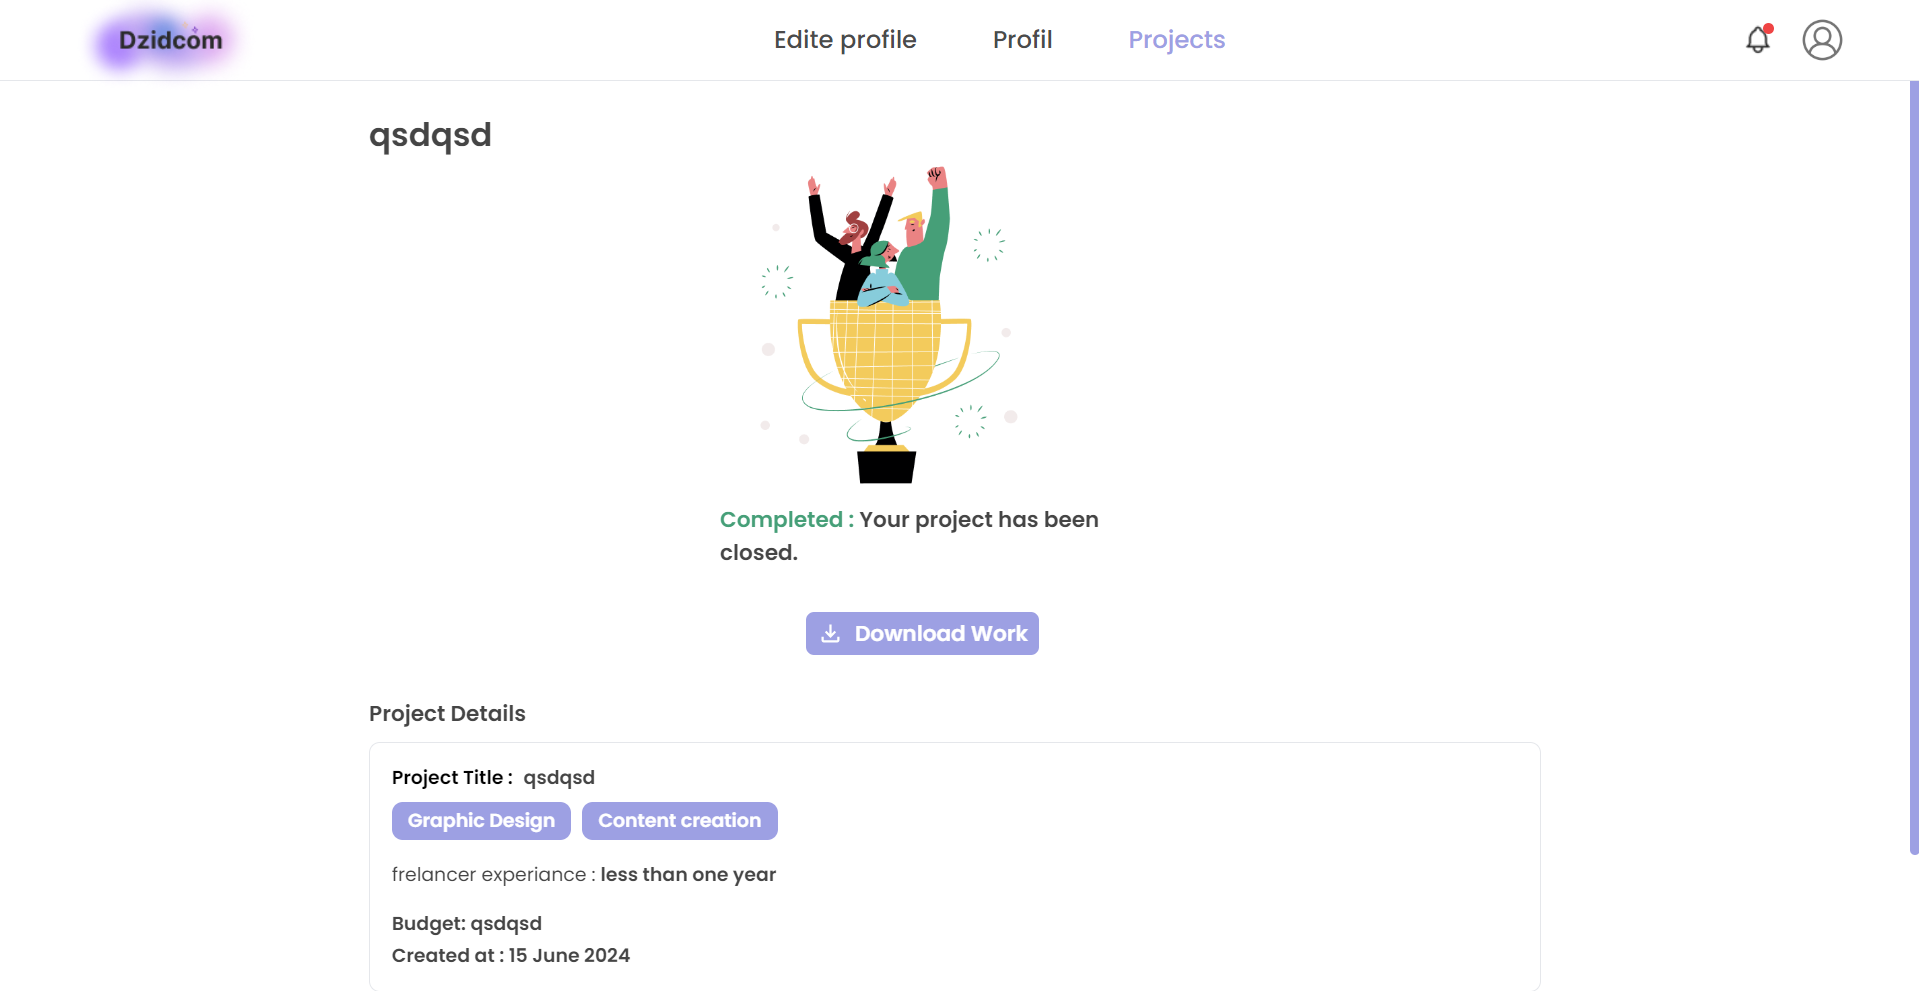 Dzidcom
Edite profile
Profil
Projects
qsdqsd
Completed : Your project has been
closed.
Download Work
Project Details
Project Title : qsdqsd
Graphic Design
Content creation
frelancer experiance : less than one year
Budget: qsdqsd
Created at : 15 June 2024